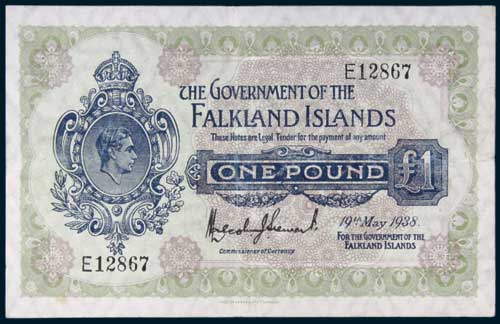 E12867
THE GOVERNMENT OF THE
FALKLAND ISLANDS
These Notes are Legal Tender for the payment of any amount
ONE POUND £1
19th May 1938.
Commissioner of Currency
FOR THE GOVERNMENT OF THE
FALKLAND ISLANDS
E12867